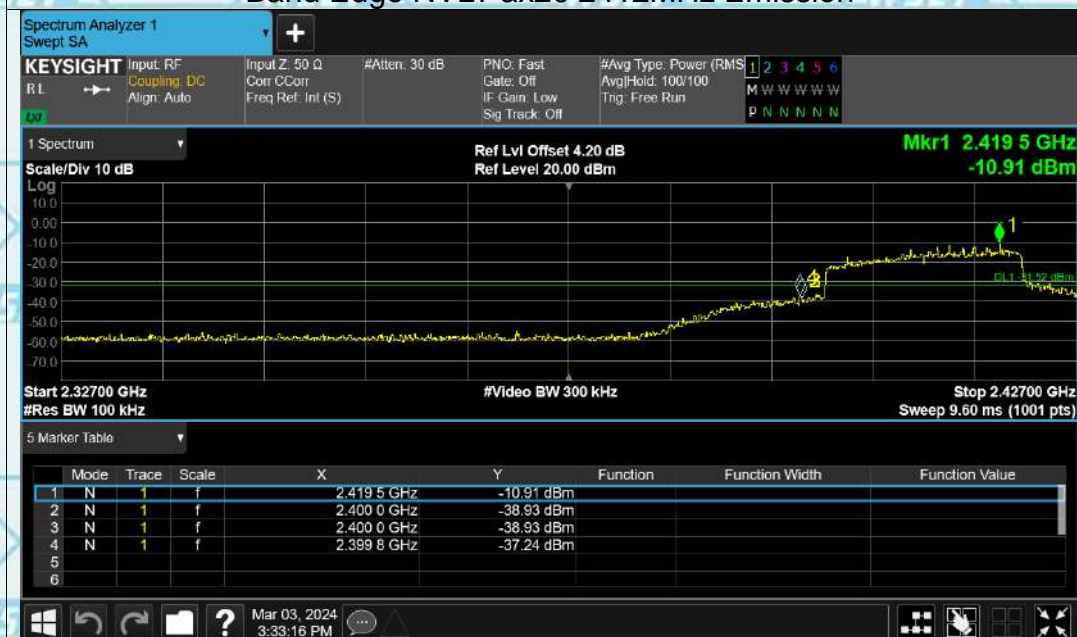 Spectrum Analyzer 1
Swept SA
+
KEYSIGHT Input: RF Input Z: 50 Ω #Atten: 30 dB PNO: Fast #Avg Type: Power (RMS 1 2 3 4 5 6
RL Coupling: DC Corr CCorr Gate: Off Avg|Hold: 100/100 M W W W W W
Align: Auto Freq Ref: Int (S) IF Gain: Low Trig: Free Run
Sig Track: Off P N N N N N
1 Spectrum Ref Lvl Offset 4.20 dB Mkr1 2.419 5 GHz
Scale/Div 10 dB Ref Level 20.00 dBm -10.91 dBm
Log
10.0
0.00
-10.0
-20.0
-30.0
-40.0
-50.0
-60.0
-70.0
1
DL1 -31.52 dBm
Start 2.32700 GHz #Video BW 300 kHz Stop 2.42700 GHz
#Res BW 100 kHz Sweep 9.60 ms (1001 pts)
5 Marker Table
Mode Trace Scale X Y Function Function Width Function Value
1 N 1 f 2.419 5 GHz -10.91 dBm
2 N 1 f 2.400 0 GHz -38.93 dBm
3 N 1 f 2.400 0 GHz -38.93 dBm
4 N 1 f 2.399 8 GHz -37.24 dBm
5
6
? Mar 03, 2024
3:33:16 PM